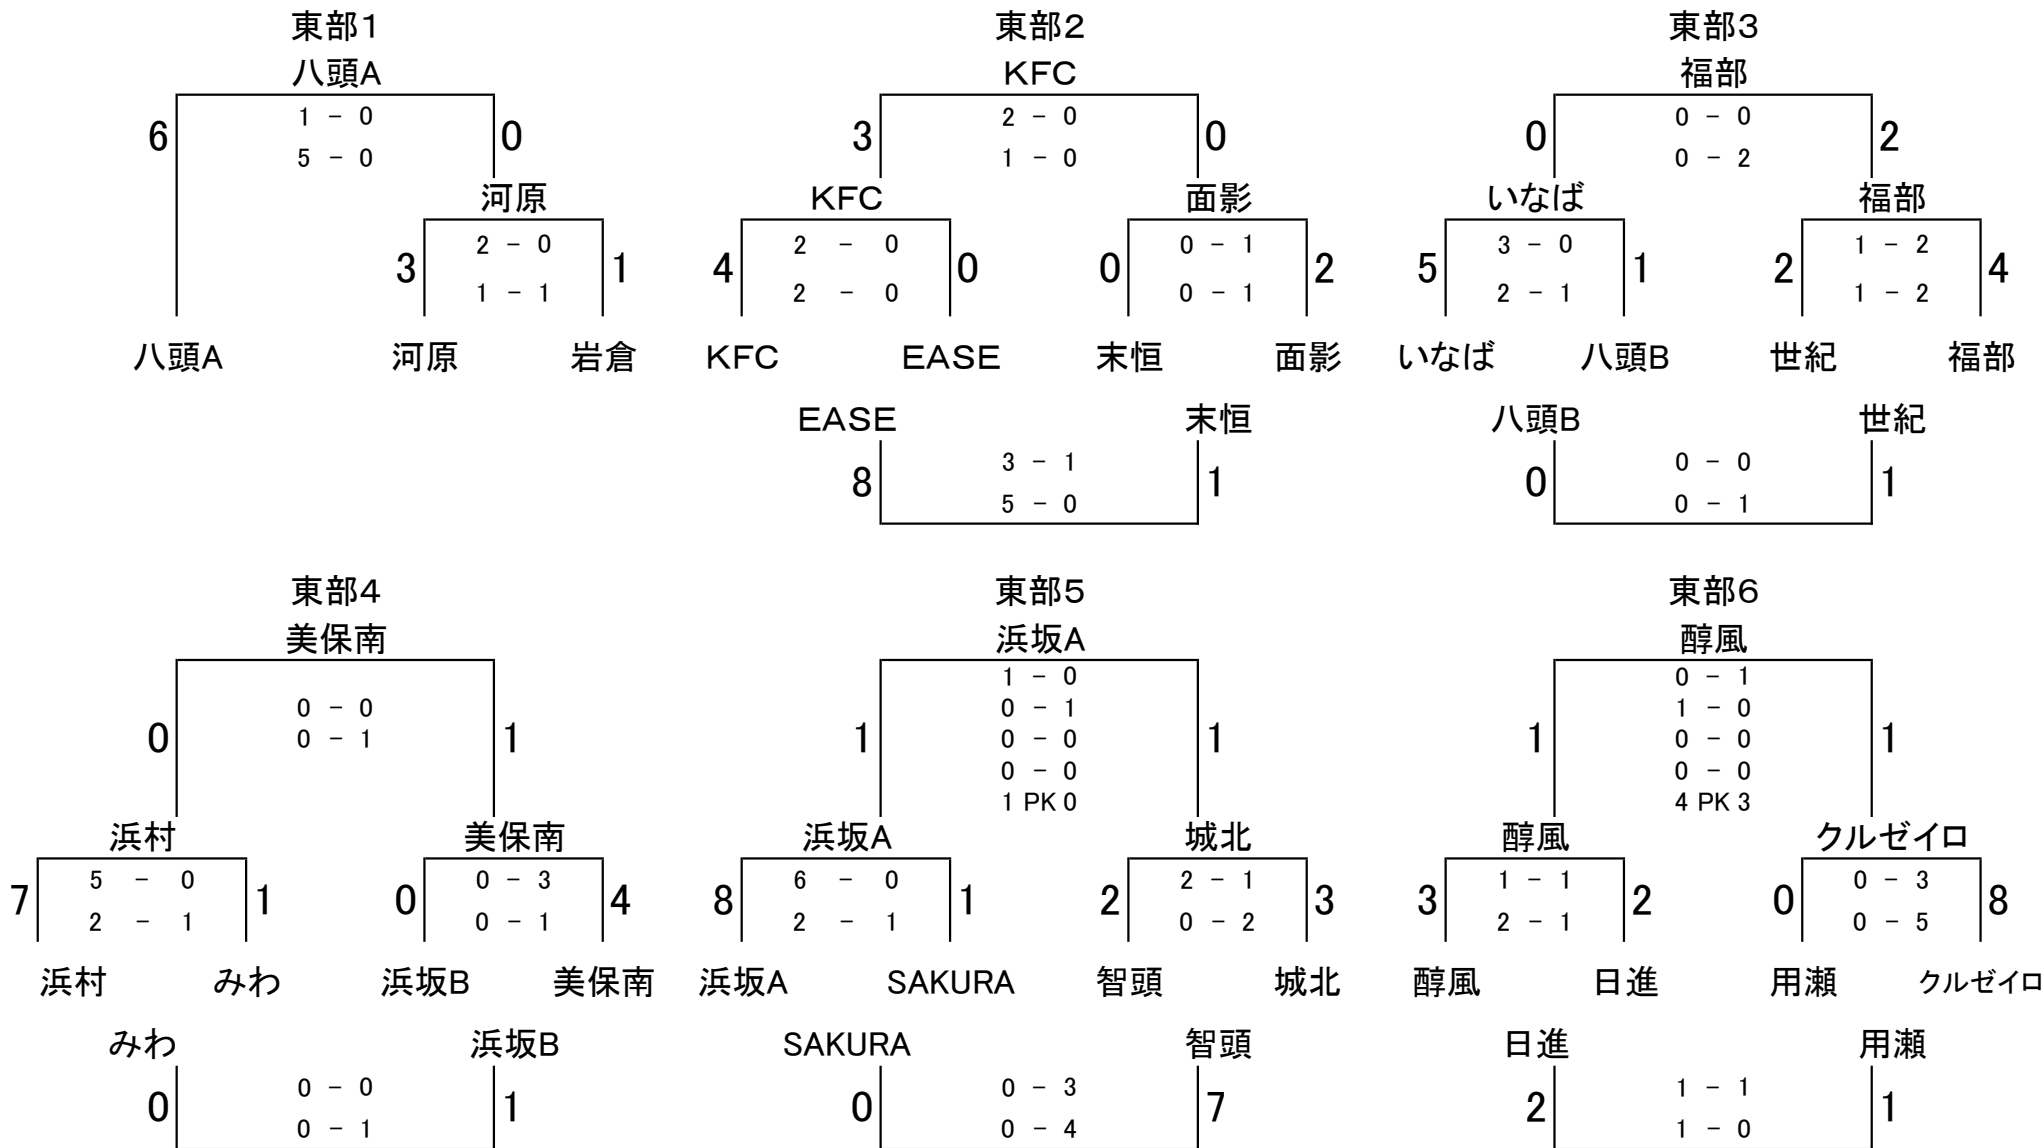 東部1 東部2 東部3
八頭A KFC 福部
1 - 0 2 - 0 0 - 0
6 0 3 0 0 2
5 - 0 1 - 0 0 - 2
河原 KFC 面影 いなば 福部
2 - 0 2 - 0 0 - 1 3 - 0 1 - 2
3 1 4 0 0 2 5 1 2 4
1 - 1 2 - 0 0 - 1 2 - 1 1 - 2
八頭A 河原 岩倉 KFC EASE 末恒 面影 いなば 八頭B 世紀 福部
EASE 末恒 八頭B 世紀
3 - 1 0 - 0
8 1 0 1
5 - 0 0 - 1
東部4 東部5 東部6
美保南 浜坂A 醇風
1 - 0 0 - 1
0 - 0 0 - 1 1 - 0
0 0 - 1 1 1 0 - 0 1 1 0 - 0 1
0 - 0 0 - 0
1 PK 0 4 PK 3
浜村 美保南 浜坂A 城北 醇風 クルゼイロ
5 - 0 0 - 3 6 - 0 2 - 1 1 - 1 0 - 3
7 1 0 4 8 1 2 3 3 2 0 8
2 - 1 0 - 1 2 - 1 0 - 2 2 - 1 0 - 5
浜村 みわ 浜坂B 美保南 浜坂A SAKURA 智頭 城北 醇風 日進 用瀬 クルゼイロ
みわ 浜坂B SAKURA 智頭 日進 用瀬
0 - 0 0 - 3 1 - 1
0 1 0 7 2 1
0 - 1 0 - 4 1 - 0